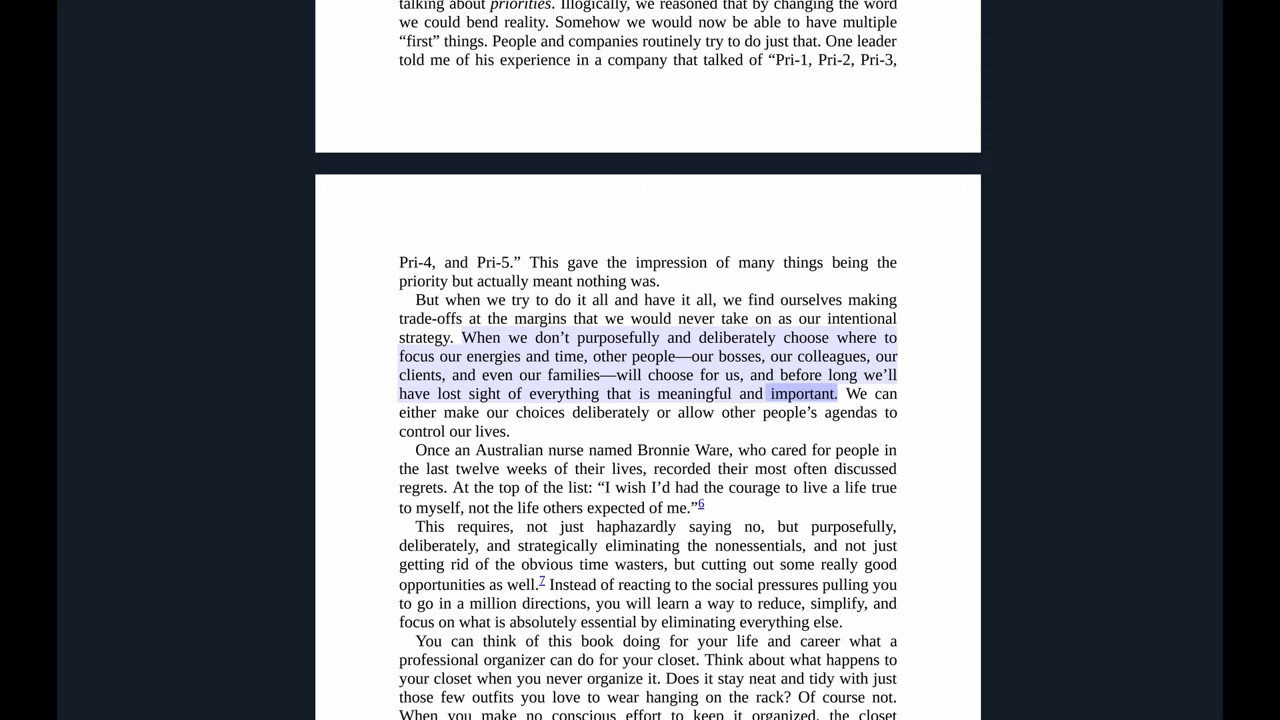 talking about priorities. Illogically, we reasoned that by changing the word
we could bend reality. Somehow we would now be able to have multiple
“first” things. People and companies routinely try to do just that. One leader
told me of his experience in a company that talked of “Pri-1, Pri-2, Pri-3,
Pri-4, and Pri-5.” This gave the impression of many things being the
priority but actually meant nothing was.
But when we try to do it all and have it all, we find ourselves making
trade-offs at the margins that we would never take on as our intentional
strategy. When we don’t purposefully and deliberately choose where to
focus our energies and time, other people—our bosses, our colleagues, our
clients, and even our families—will choose for us, and before long we’ll
have lost sight of everything that is meaningful and important. We can
either make our choices deliberately or allow other people’s agendas to
control our lives.
Once an Australian nurse named Bronnie Ware, who cared for people in
the last twelve weeks of their lives, recorded their most often discussed
regrets. At the top of the list: “I wish I’d had the courage to live a life true
to myself, not the life others expected of me.”6
This requires, not just haphazardly saying no, but purposefully,
deliberately, and strategically eliminating the nonessentials, and not just
getting rid of the obvious time wasters, but cutting out some really good
opportunities as well.7 Instead of reacting to the social pressures pulling you
to go in a million directions, you will learn a way to reduce, simplify, and
focus on what is absolutely essential by eliminating everything else.
You can think of this book doing for your life and career what a
professional organizer can do for your closet. Think about what happens to
your closet when you never organize it. Does it stay neat and tidy with just
those few outfits you love to wear hanging on the rack? Of course not.
When you make no conscious effort to keep it organized, the closet